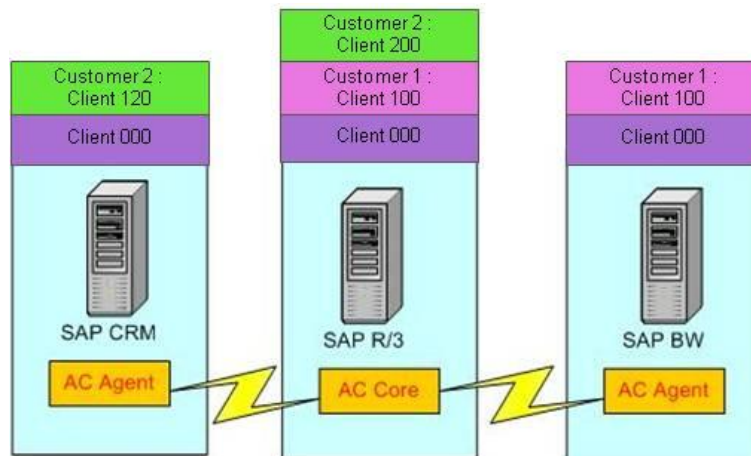 Customer 2 :
Client 200
Customer 2 :
Client 120
Customer 1 :
Client 100
Customer 1 :
Client 100
Client 000
Client 000
Client 000
SAP CRM
SAP R/3
SAP BW
AC Agent
AC Core
AC Agent